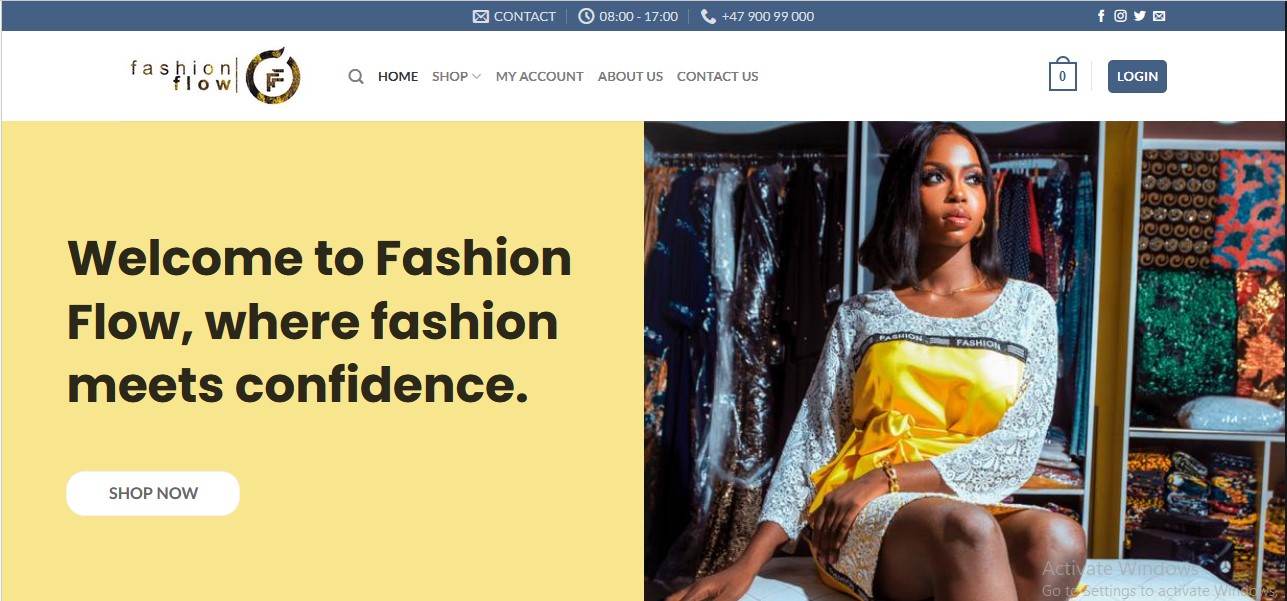 CONTACT
08:00 - 17:00
+47 900 99 000
fashion
flow
FF
HOME
SHOP
MY ACCOUNT
ABOUT US
CONTACT US
0
LOGIN
Welcome to Fashion
Flow, where fashion
meets confidence.
SHOP NOW
FASHION FASHION
Activate Windows
Go to Settings to activate Windows.